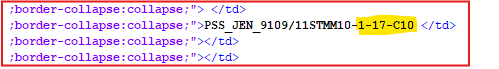 ;border-collapse:collapse;"> </td>
;border-collapse:collapse;">PSS_JEN_9109/11STMM10-1-17-C10 </td>
;border-collapse:collapse;"></td>
;border-collapse:collapse;"></td>